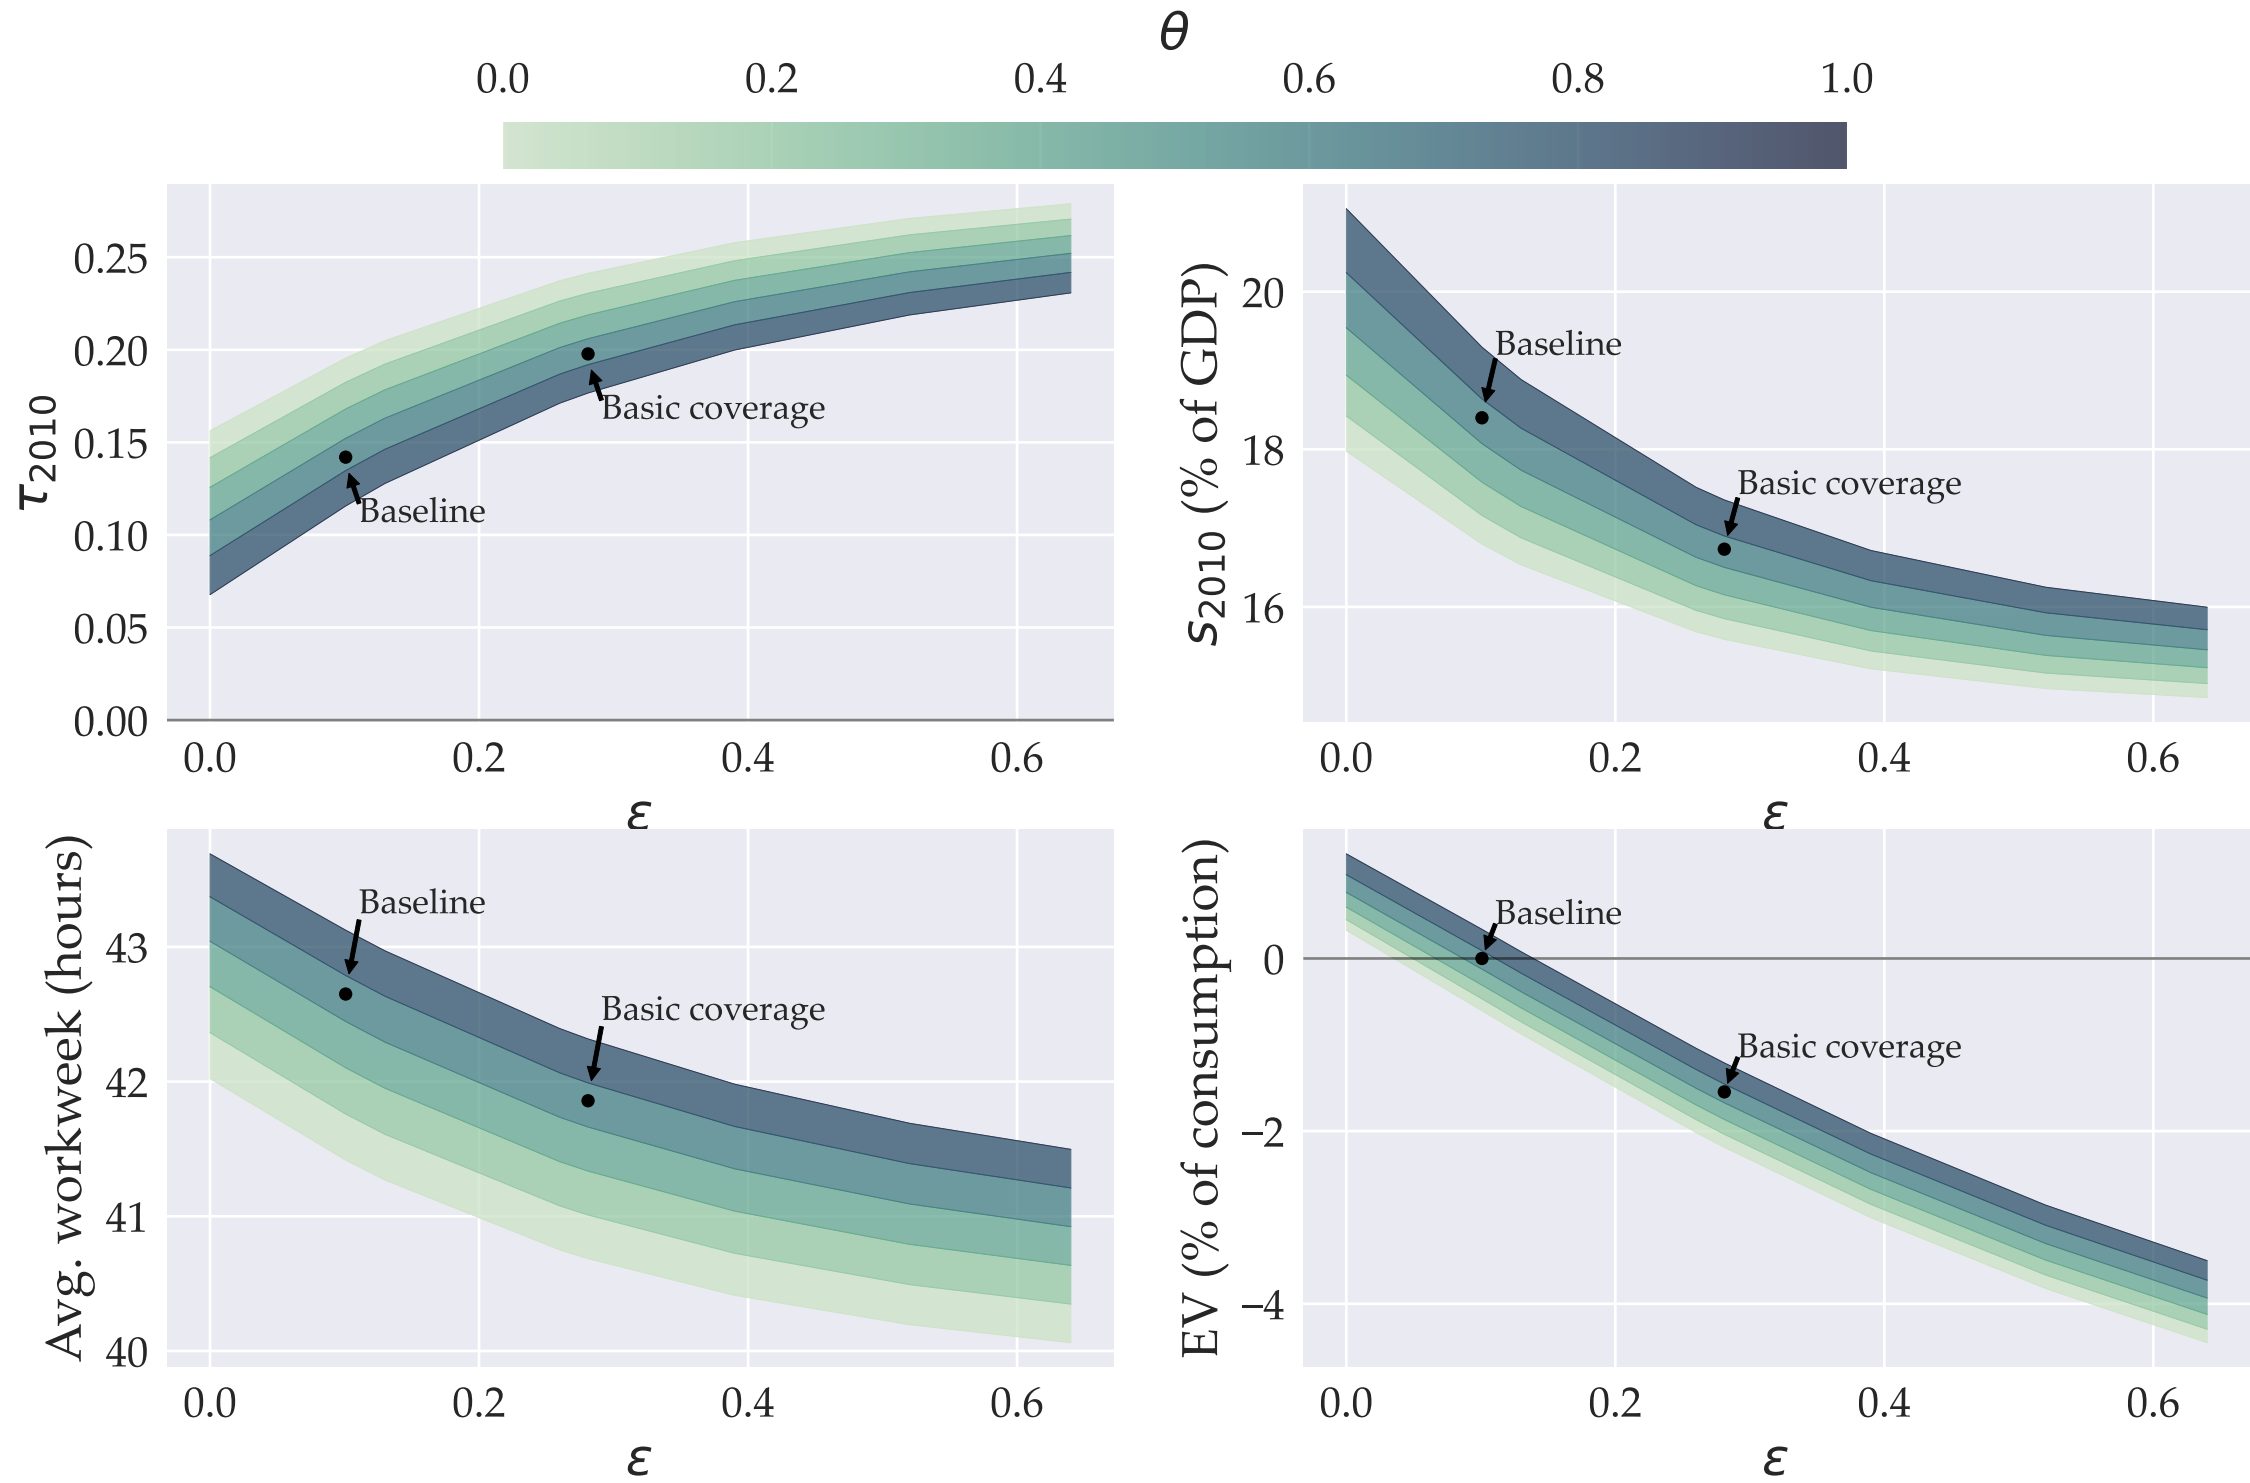 θ
0.0 0.2 0.4 0.6 0.8 1.0
τ2010
0.25
0.20
0.15
0.10
0.05
0.00
Basic coverage
Baseline
0.0 0.2 0.4 0.6
ε
s2010 (% of GDP)
20
18
16
Baseline
Basic coverage
0.0 0.2 0.4 0.6
ε
Avg. workweek (hours)
43
42
41
40
Baseline
Basic coverage
0.0 0.2 0.4 0.6
ε
EV (% of consumption)
0
−2
−4
Baseline
Basic coverage
0.0 0.2 0.4 0.6
ε